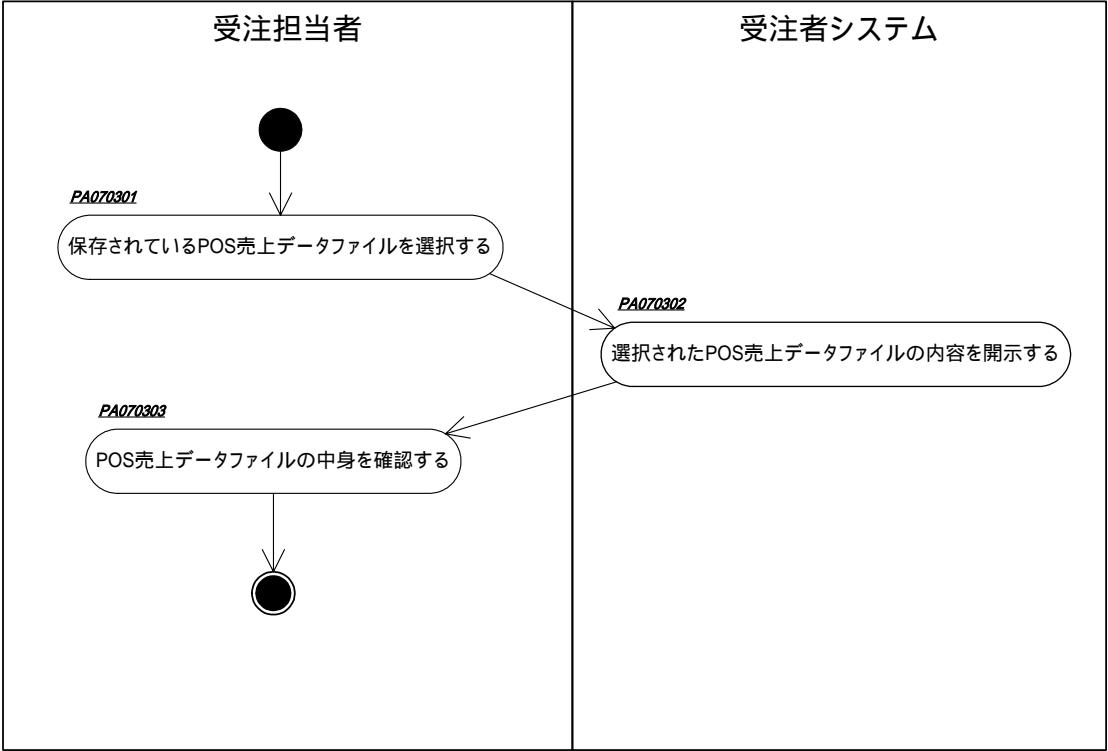 受注担当者
受注者システム
PA070301
保存されているPOS売上データファイルを選択する
PA070302
選択されたPOS売上データファイルの内容を開示する
PA070303
POS売上データファイルの中身を確認する